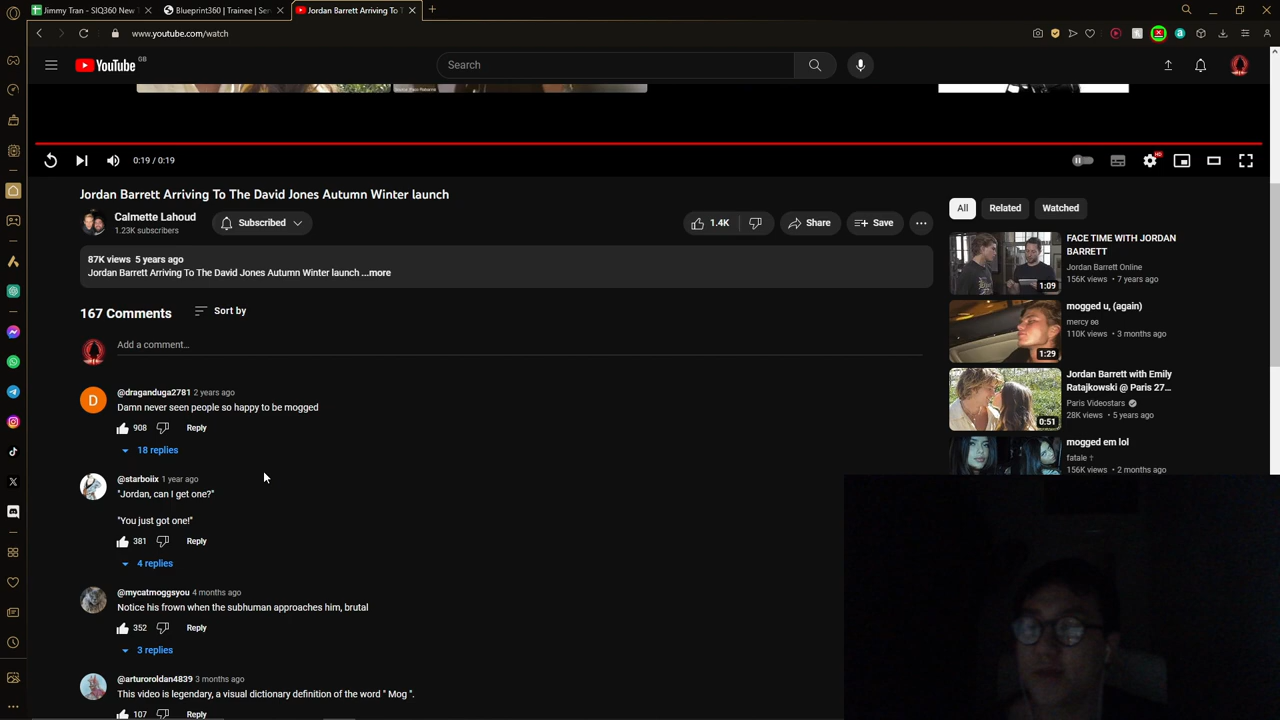 Jimmy Tran - SIQ360 New
Blueprint360 | Trainee | Ser
Jordan Barrett Arriving To T
www.youtube.com/watch
YouTube GB
Search
0:19 / 0:19
HD
Jordan Barrett Arriving To The David Jones Autumn Winter launch
Calmette Lahoud
1.23K subscribers
Subscribed
1.4K
Share
Save
87K views 5 years ago
Jordan Barrett Arriving To The David Jones Autumn Winter launch ...more
167 Comments
Sort by
Add a comment...
@draganduga2781 2 years ago
Damn never seen people so happy to be mogged
908
Reply
18 replies
@starboiix 1 year ago
"Jordan, can I get one?"
"You just got one!"
381
Reply
4 replies
@mycatmoggsyou 4 months ago
Notice his frown when the subhuman approaches him, brutal
352
Reply
3 replies
@arturoroldan4839 3 months ago
This video is legendary, a visual dictionary definition of the word " Mog ".
107
Reply
All
Related
Watched
FACE TIME WITH JORDAN
BARRETT
Jordan Barrett Online
156K views • 7 years ago
1:09
mogged u, (again)
mercy ʚɞ
110K views • 3 months ago
1:29
Jordan Barrett with Emily
Ratajkowski @ Paris 27...
Paris Videostars
28K views • 5 years ago
0:51
mogged em lol
fatale †
156K views • 2 months ago